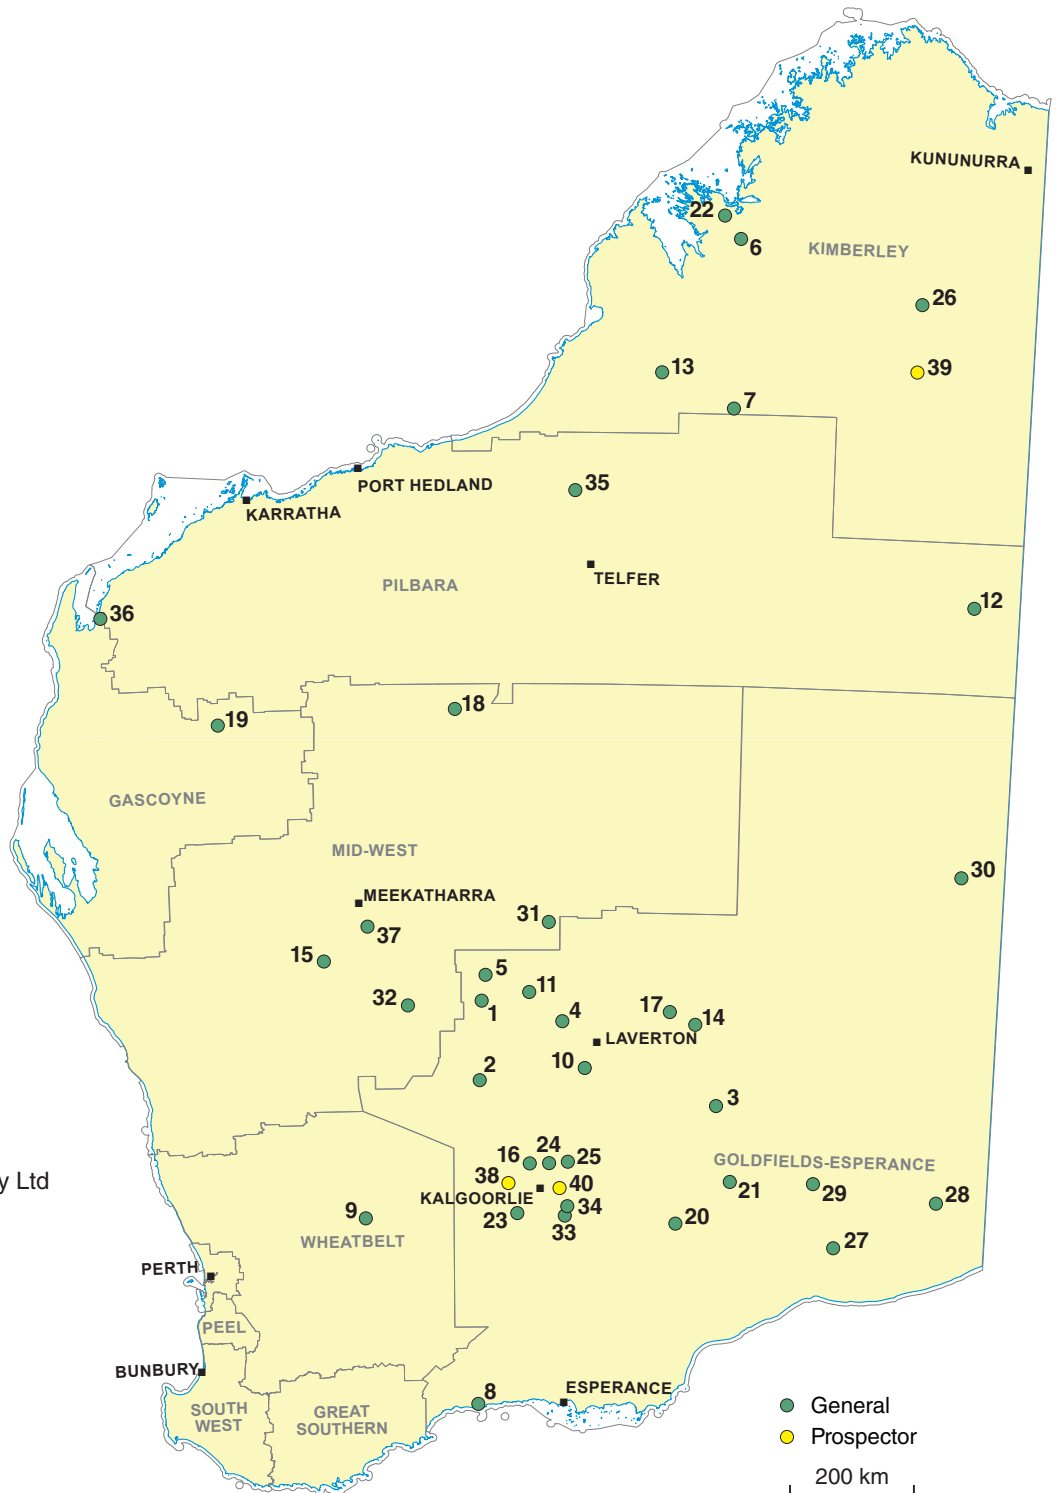 KUNUNURRA
22
6
KIMBERLEY
26
13
39
7
PORT HEDLAND
35
KARRATHA
TELFER
PILBARA
12
36
18
19
GASCOYNE
MID-WEST
30
MEEKATHARRA
31
37
15
5
11
32
1
4
17
14
LAVERTON
10
2
3
16
24
25
GOLDFIELDS-ESPERANCE
y Ltd
38
40
KALGOORLIE
21
29
28
34
9
23
33
20
WHEATBELT
27
PERTH
PEEL
BUNBURY
8
ESPERANCE
SOUTH
WEST
GREAT
SOUTHERN
General
Prospector
200 km